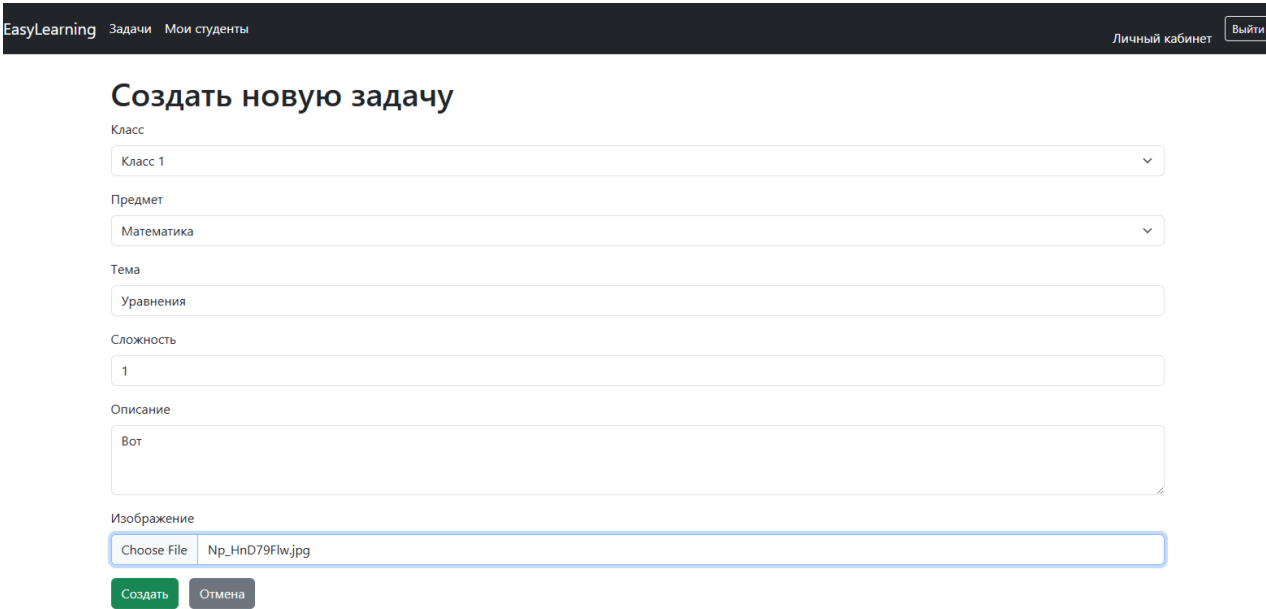 EasyLearning Задачи Мои студенты Личный кабинет Выйти
Создать новую задачу
Класс
Класс 1
Предмет
Математика
Тема
Уравнения
Сложность
1
Описание
Вот
Изображение
Choose File Np_HnD79Flw.jpg
Создать Отмена